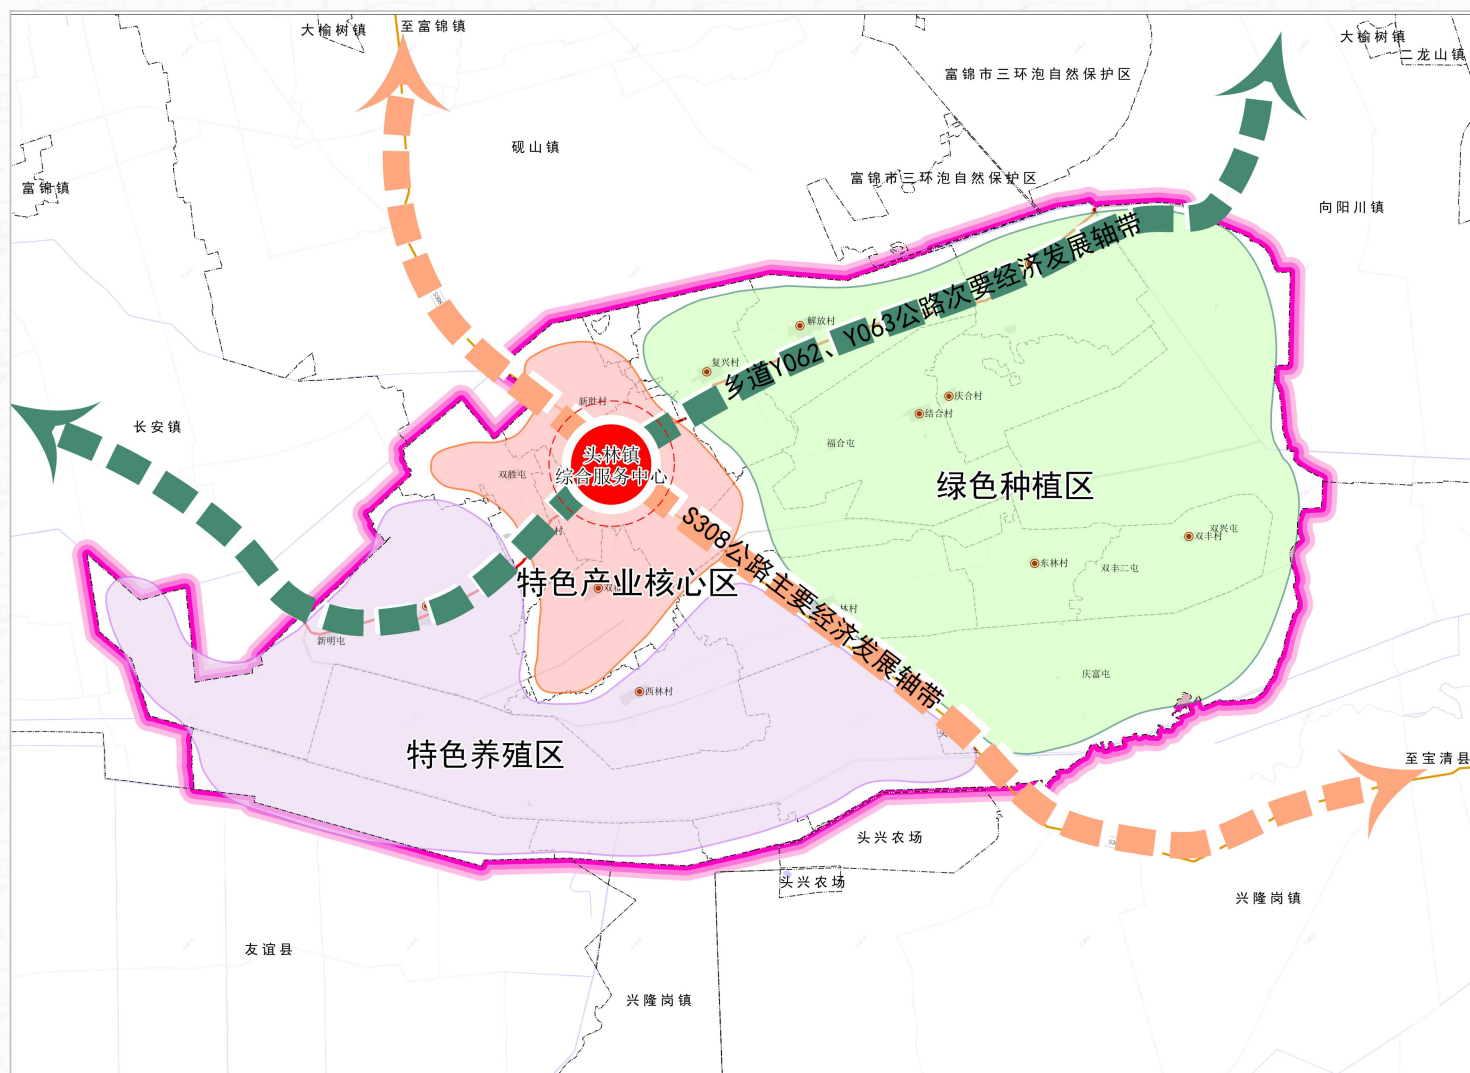 大榆树镇
至富锦镇
大榆树镇
二龙山镇
富锦市三环泡自然保护区
砚山镇
富锦市三环泡自然保护区
富锦镇
向阳川镇
乡道Y062、Y063公路次要经济发展轴带
S308
解放村
复兴村
庆合村
新胜村
结合村
长安镇
福合屯
头林镇
综合服务中心
双胜屯
绿色种植区
S308公路主要经济发展轴带
双兴屯
双丰村
村
东林村
双丰二屯
特色产业核心区
林村
新明屯
庆富屯
西林村
特色养殖区
至宝清县
头兴农场
头兴农场
兴隆岗镇
友谊县
兴隆岗镇